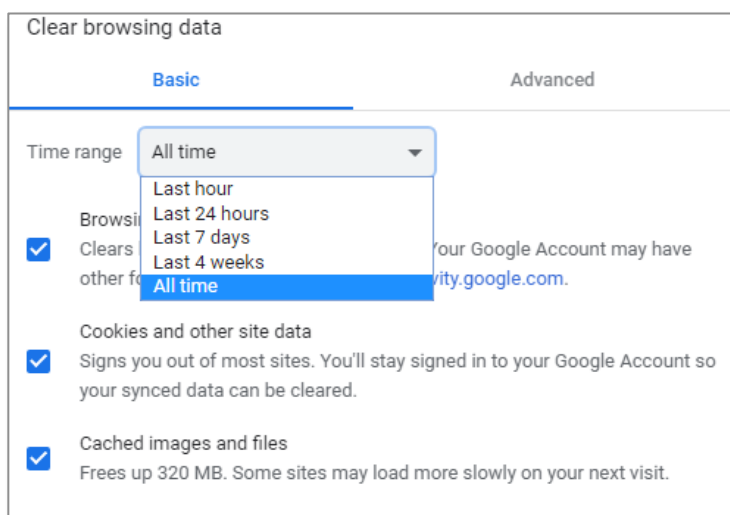 Clear browsing data
Basic Advanced
Time range All time
Last hour
Last 24 hours
Last 7 days
Last 4 weeks
All time
Clears
Your Google Account may have
other
vity.google.com.
Cookies and other site data
Signs you out of most sites. You'll stay signed in to your Google Account so
your synced data can be cleared.
Cached images and files
Frees up 320 MB. Some sites may load more slowly on your next visit.